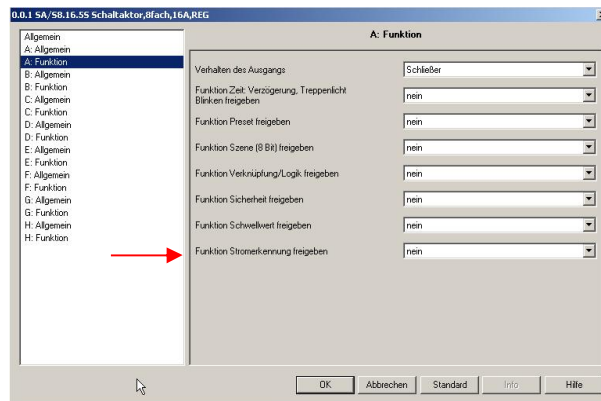 0.0.1 SA/S8.16.5S Schaltaktor,8fach,16A,REG
Allgemein
A: Allgemein
A: Funktion
B: Allgemein
B: Funktion
C: Allgemein
C: Funktion
D: Allgemein
D: Funktion
E: Allgemein
E: Funktion
F: Allgemein
F: Funktion
G: Allgemein
G: Funktion
H: Allgemein
H: Funktion
A: Funktion
Verhalten des Ausgangs
Schließer
Funktion Zeit: Verzögerung, Treppenlicht
Blinken freigeben
nein
Funktion Preset freigeben
nein
Funktion Szene (8 Bit) freigeben
nein
Funktion Verknüpfung/Logik freigeben
nein
Funktion Sicherheit freigeben
nein
Funktion Schwellwert freigeben
nein
Funktion Stromerkennung freigeben
nein
OK
Abbrechen
Standard
Info
Hilfe